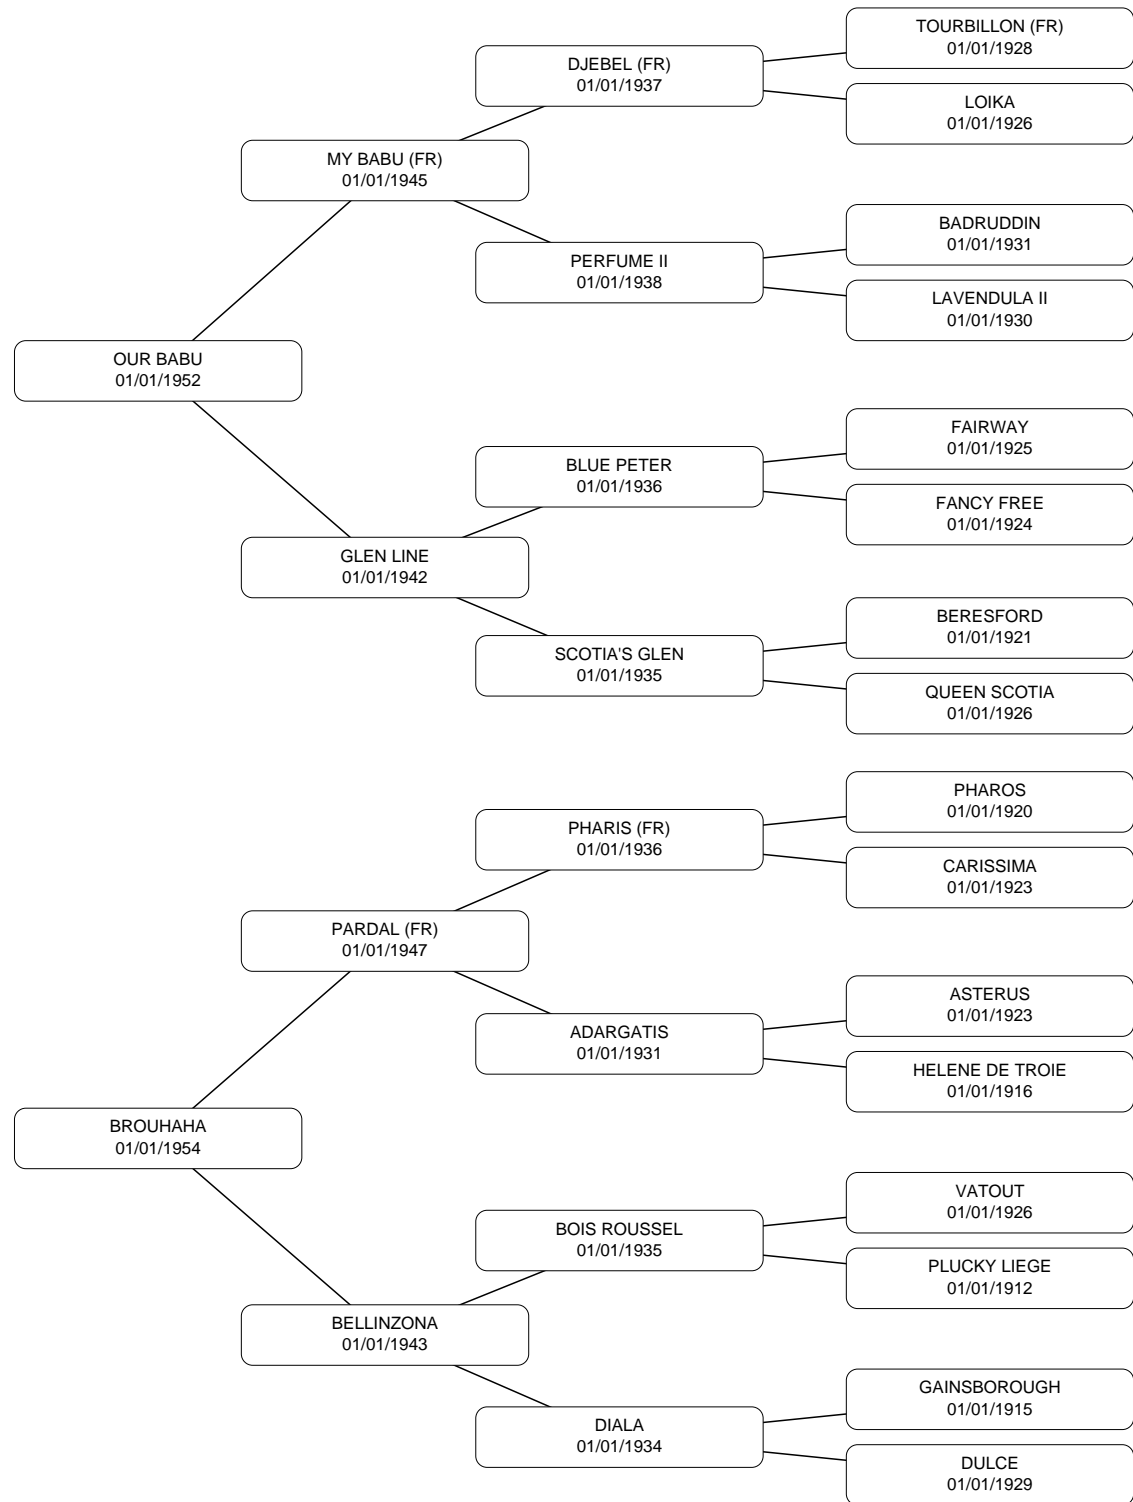 TOURBILLON (FR)
01/01/1928
DJEBEL (FR)
01/01/1937
LOIKA
01/01/1926
MY BABU (FR)
01/01/1945
BADRUDDIN
01/01/1931
PERFUME II
01/01/1938
LAVENDULA II
01/01/1930
OUR BABU
01/01/1952
FAIRWAY
01/01/1925
BLUE PETER
01/01/1936
FANCY FREE
01/01/1924
GLEN LINE
01/01/1942
BERESFORD
01/01/1921
SCOTIA'S GLEN
01/01/1935
QUEEN SCOTIA
01/01/1926
PHAROS
01/01/1920
PHARIS (FR)
01/01/1936
CARISSIMA
01/01/1923
PARDAL (FR)
01/01/1947
ASTERUS
01/01/1923
ADARGATIS
01/01/1931
HELENE DE TROIE
01/01/1916
BROUHAHA
01/01/1954
VATOUT
01/01/1926
BOIS ROUSSEL
01/01/1935
PLUCKY LIEGE
01/01/1912
BELLINZONA
01/01/1943
GAINSBOROUGH
01/01/1915
DIALA
01/01/1934
DULCE
01/01/1929